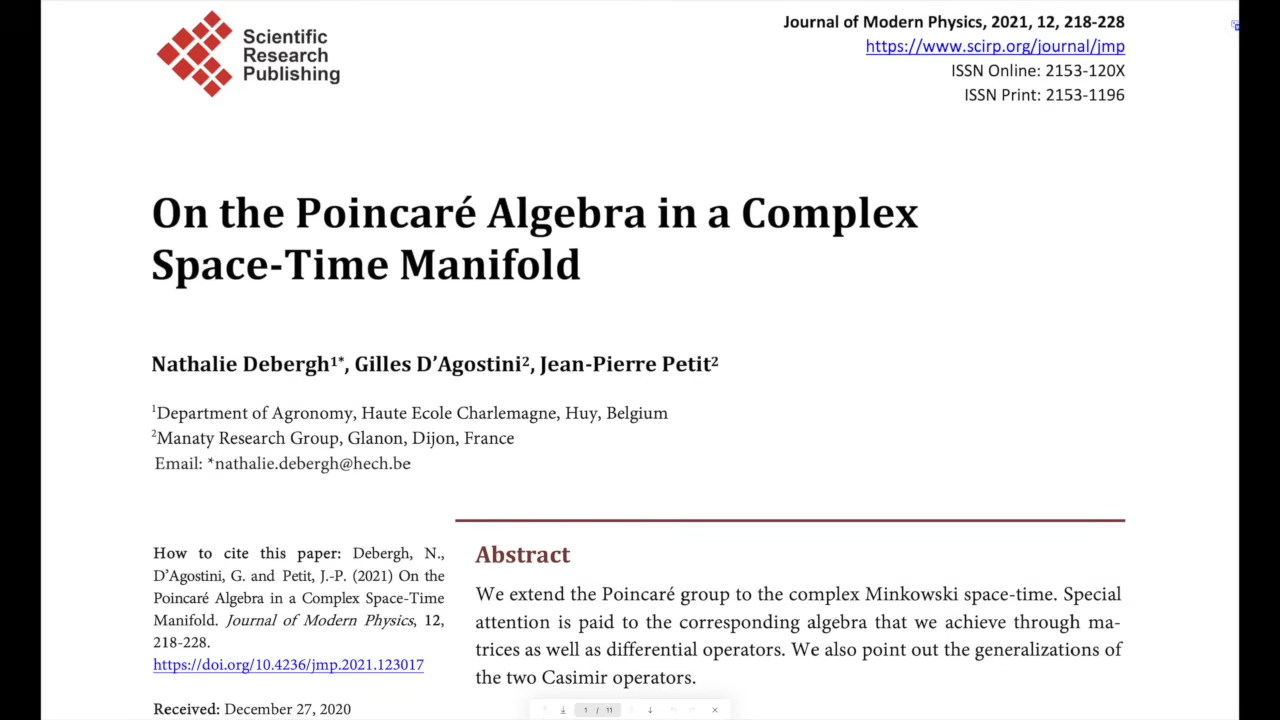 Scientific
Research
Publishing
Journal of Modern Physics, 2021, 12, 218-228
https://www.scirp.org/journal/jmp
ISSN Online: 2153-120X
ISSN Print: 2153-1196
On the Poincaré Algebra in a Complex
Space-Time Manifold
Nathalie Debergh1*, Gilles D’Agostini2, Jean-Pierre Petit2
1Department of Agronomy, Haute Ecole Charlemagne, Huy, Belgium
2Manaty Research Group, Glanon, Dijon, France
Email: *nathalie.debergh@hech.be
How to cite this paper: Debergh, N.,
D’Agostini, G. and Petit, J.-P. (2021) On the
Poincaré Algebra in a Complex Space-Time
Manifold. Journal of Modern Physics, 12,
218-228.
https://doi.org/10.4236/jmp.2021.123017
Received: December 27, 2020
Abstract
We extend the Poincaré group to the complex Minkowski space-time. Special
attention is paid to the corresponding algebra that we achieve through ma-
trices as well as differential operators. We also point out the generalizations of
the two Casimir operators.
1 / 11